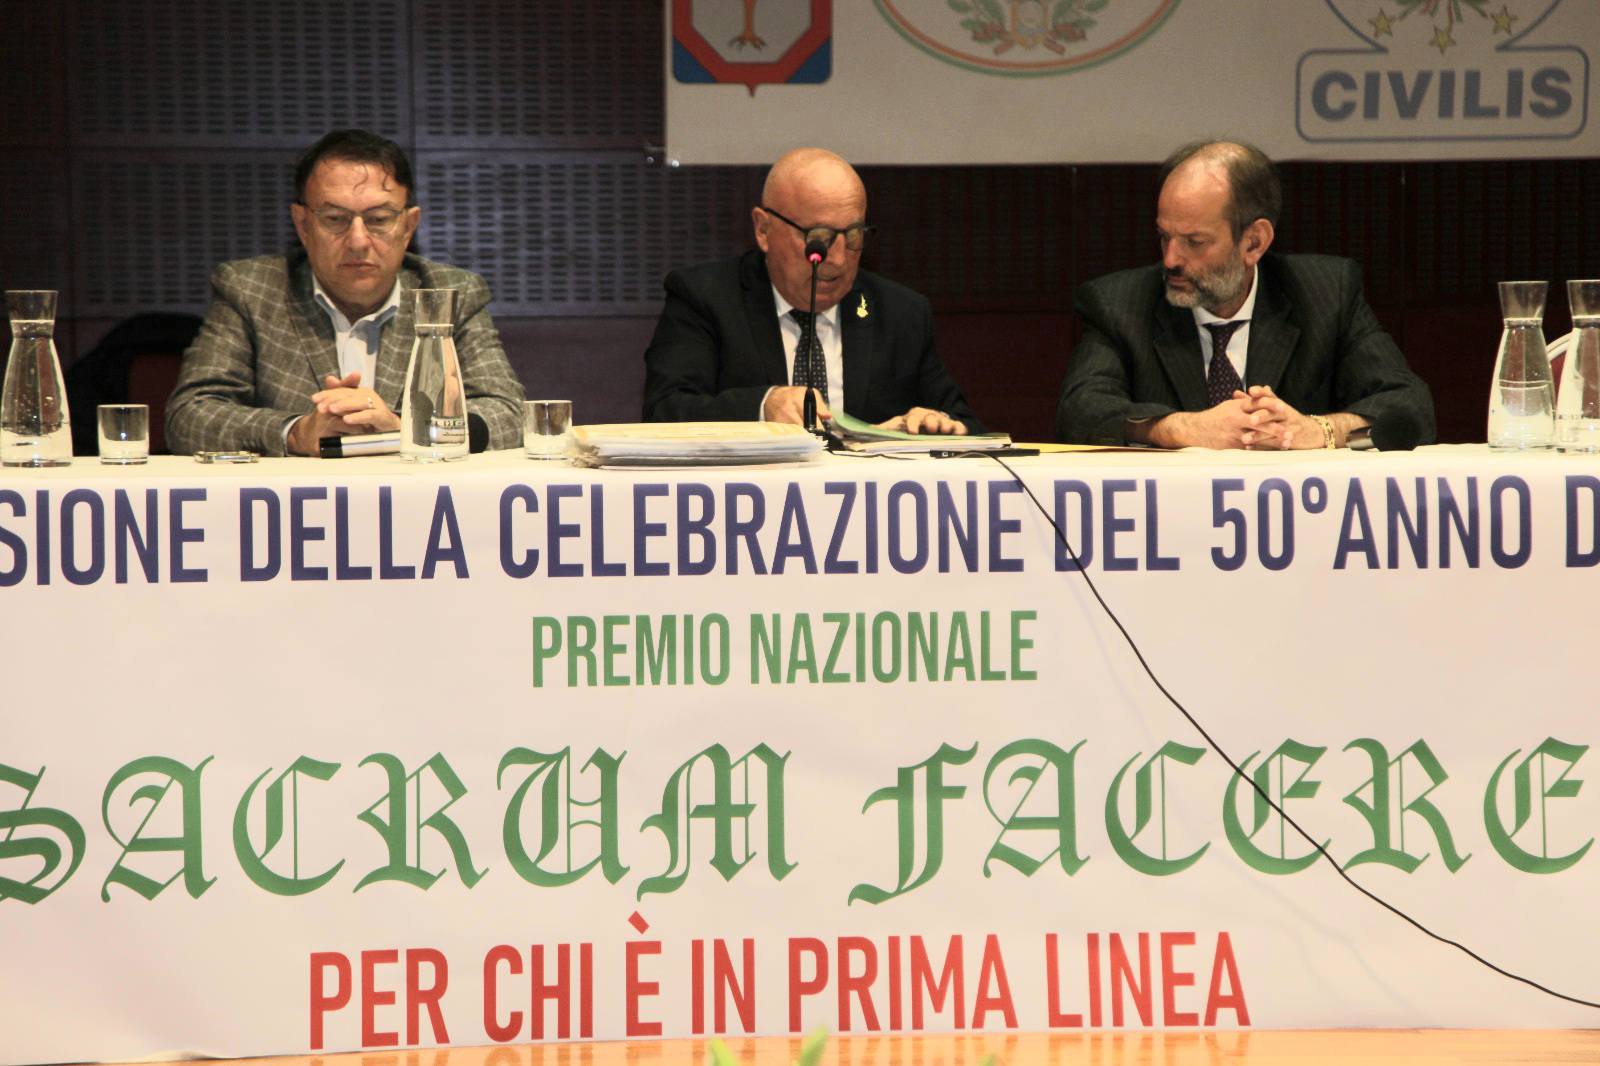 CIVILIS
SIONE DELLA CELEBRAZIONE DEL 50°ANNO D
PREMIO NAZIONALE
SACRUM FACERE
PER CHI È IN PRIMA LINEA